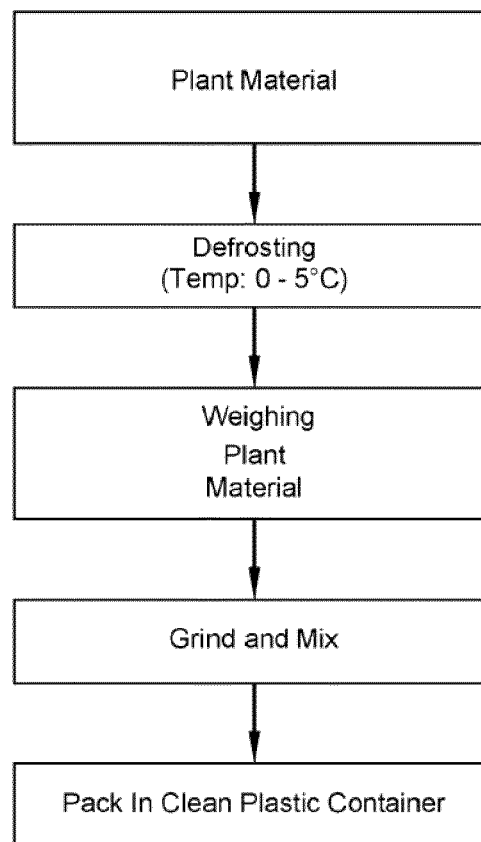 Plant Material
Defrosting
(Temp: 0 - 5°C)
Weighing
Plant
Material
Grind and Mix
Pack In Clean Plastic Container